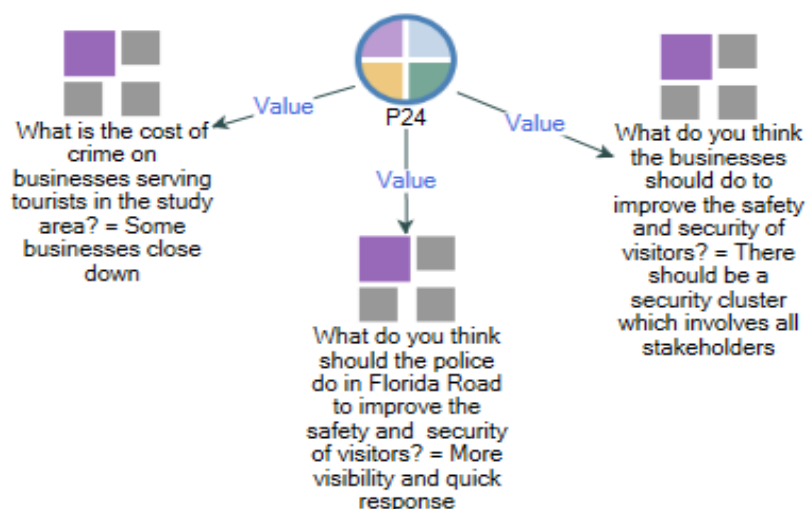 P24
Value
Value
Value
What is the cost of
crime on
businesses serving
tourists in the study
area? = Some
businesses close
down
What do you think
should the police
do in Florida Road
to improve the
safety and  security
of visitors? = More
visibility and quick
response
What do you think
the businesses
should do to
improve the safety
and security of
visitors? = There
should be a
security cluster
which involves all
stakeholders